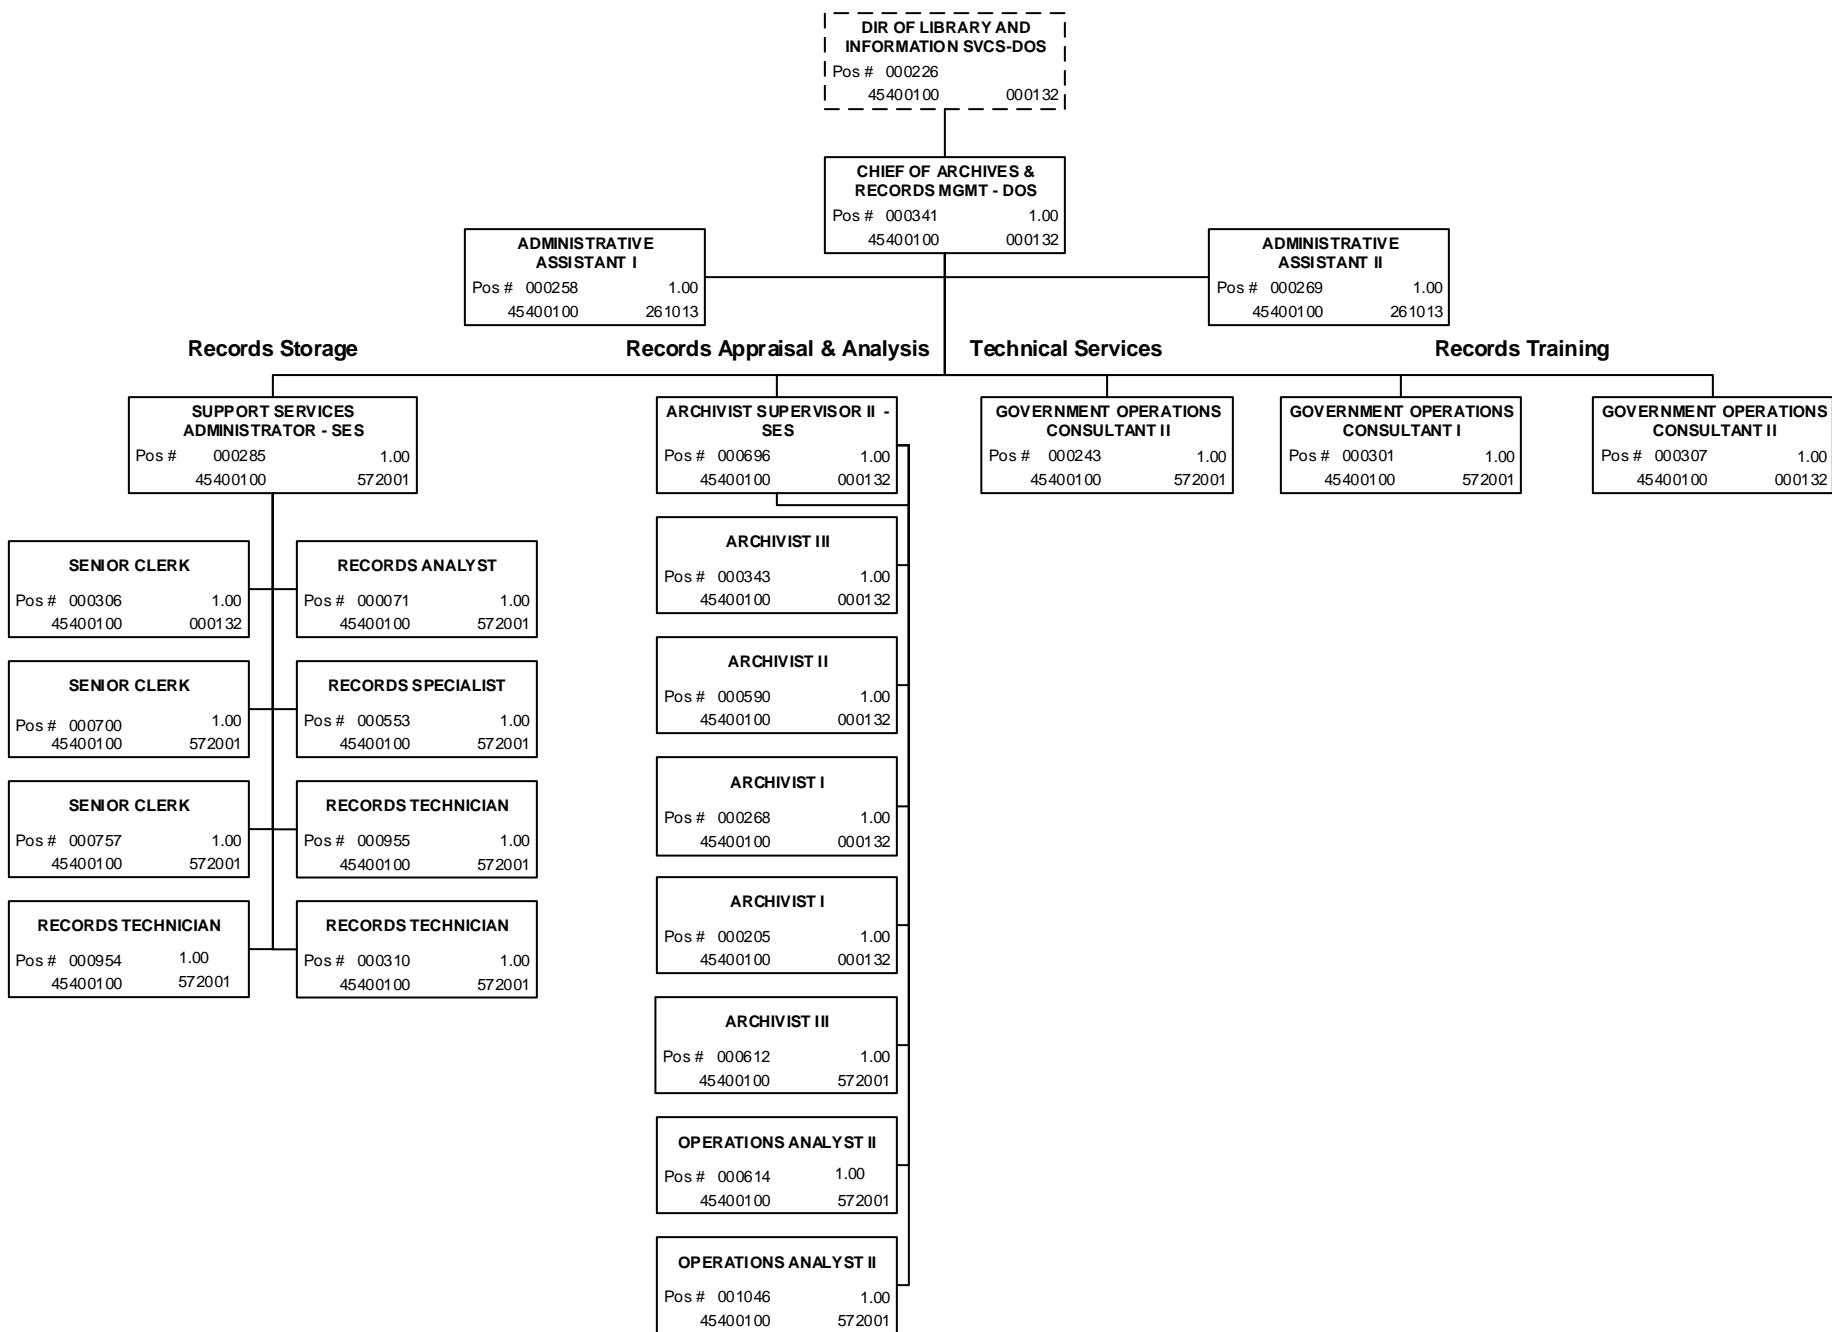 DIR OF LIBRARY AND
INFORMATION SVCS-DOS
Pos # 000226
45400100 000132
CHIEF OF ARCHIVES &
RECORDS MGMT - DOS
Pos # 000341 1.00
45400100 000132
ADMINISTRATIVE
ASSISTANT I
Pos # 000258 1.00
45400100 261013
ADMINISTRATIVE
ASSISTANT II
Pos # 000269 1.00
45400100 261013
Records Storage
Records Appraisal & Analysis
Technical Services
Records Training
SUPPORT SERVICES
ADMINISTRATOR - SES
Pos # 000285 1.00
45400100 572001
ARCHIVIST SUPERVISOR II -
SES
Pos # 000696 1.00
45400100 000132
GOVERNMENT OPERATIONS
CONSULTANT II
Pos # 000243 1.00
45400100 572001
GOVERNMENT OPERATIONS
CONSULTANT I
Pos # 000301 1.00
45400100 572001
GOVERNMENT OPERATIONS
CONSULTANT II
Pos # 000307 1.00
45400100 000132
SENIOR CLERK
Pos # 000306 1.00
45400100 000132
RECORDS ANALYST
Pos # 000071 1.00
45400100 572001
SENIOR CLERK
Pos # 000700 1.00
45400100 572001
RECORDS SPECIALIST
Pos # 000553 1.00
45400100 572001
SENIOR CLERK
Pos # 000757 1.00
45400100 572001
RECORDS TECHNICIAN
Pos # 000955 1.00
45400100 572001
RECORDS TECHNICIAN
Pos # 000954 1.00
45400100 572001
RECORDS TECHNICIAN
Pos # 000310 1.00
45400100 572001
ARCHIVIST III
Pos # 000343 1.00
45400100 000132
ARCHIVIST II
Pos # 000590 1.00
45400100 000132
ARCHIVIST I
Pos # 000268 1.00
45400100 000132
ARCHIVIST I
Pos # 000205 1.00
45400100 000132
ARCHIVIST III
Pos # 000612 1.00
45400100 572001
OPERATIONS ANALYST II
Pos # 000614 1.00
45400100 572001
OPERATIONS ANALYST II
Pos # 001046 1.00
45400100 572001